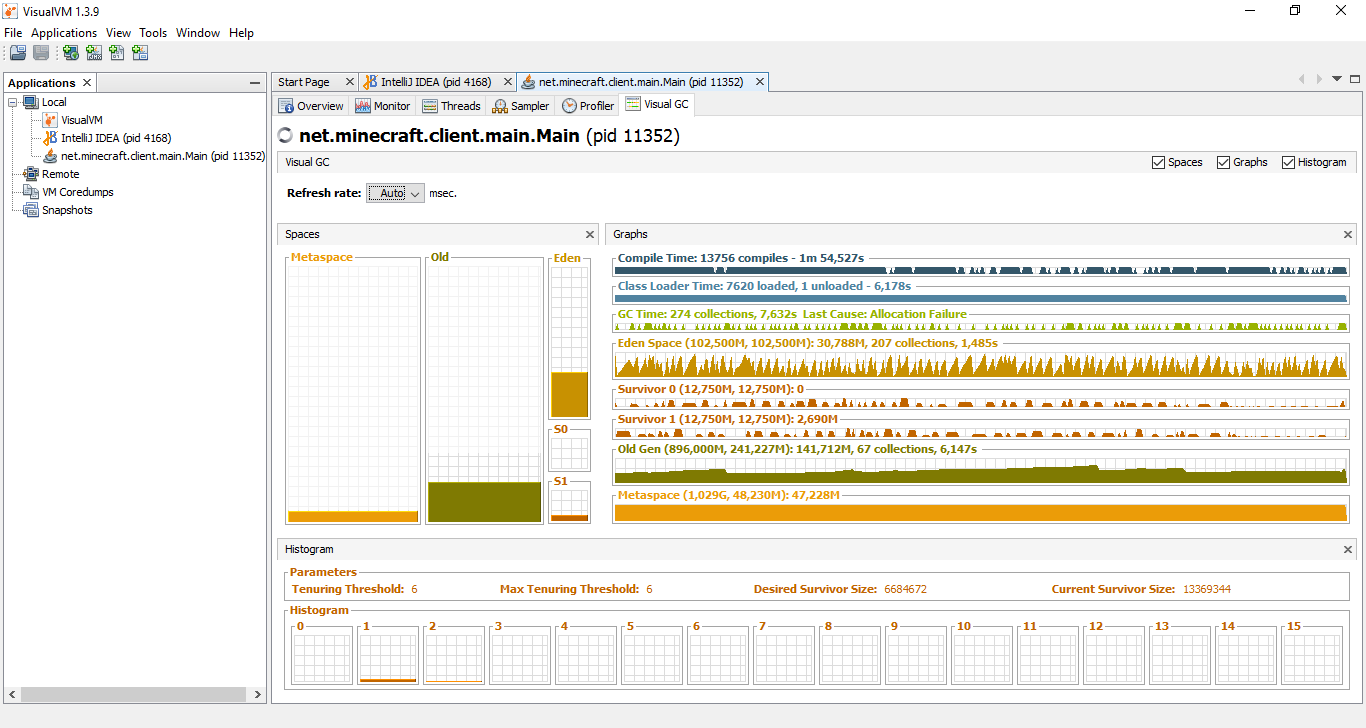 VisualVM 1.3.9
File Applications View Tools Window Help
Applications
Start Page
IntelliJ IDEA (pid 4168)
net.minecraft.client.main.Main (pid 11352)
Local
VisualVM
IntelliJ IDEA (pid 4168)
net.minecraft.client.main.Main (pid 11352)
Remote
VM Coredumps
Snapshots
Overview Monitor Threads Sampler Profiler Visual GC
net.minecraft.client.main.Main (pid 11352)
Visual GC
Spaces Graphs Histogram
Refresh rate: Auto msec.
Spaces
Metaspace
Old
Eden
S0
S1
Graphs
Compile Time: 13756 compiles - 1m 54,527s
Class Loader Time: 7620 loaded, 1 unloaded - 6,178s
GC Time: 274 collections, 7,632s Last Cause: Allocation Failure
Eden Space (102,500M, 102,500M): 30,788M, 207 collections, 1,485s
Survivor 0 (12,750M, 12,750M): 0
Survivor 1 (12,750M, 12,750M): 2,690M
Old Gen (896,000M, 241,227M): 141,712M, 67 collections, 6,147s
Metaspace (1,029G, 48,230M): 47,228M
Histogram
Parameters
Tenuring Threshold: 6 Max Tenuring Threshold: 6 Desired Survivor Size: 6684672 Current Survivor Size: 13369344
Histogram
0 1 2 3 4 5 6 7 8 9 10 11 12 13 14 15